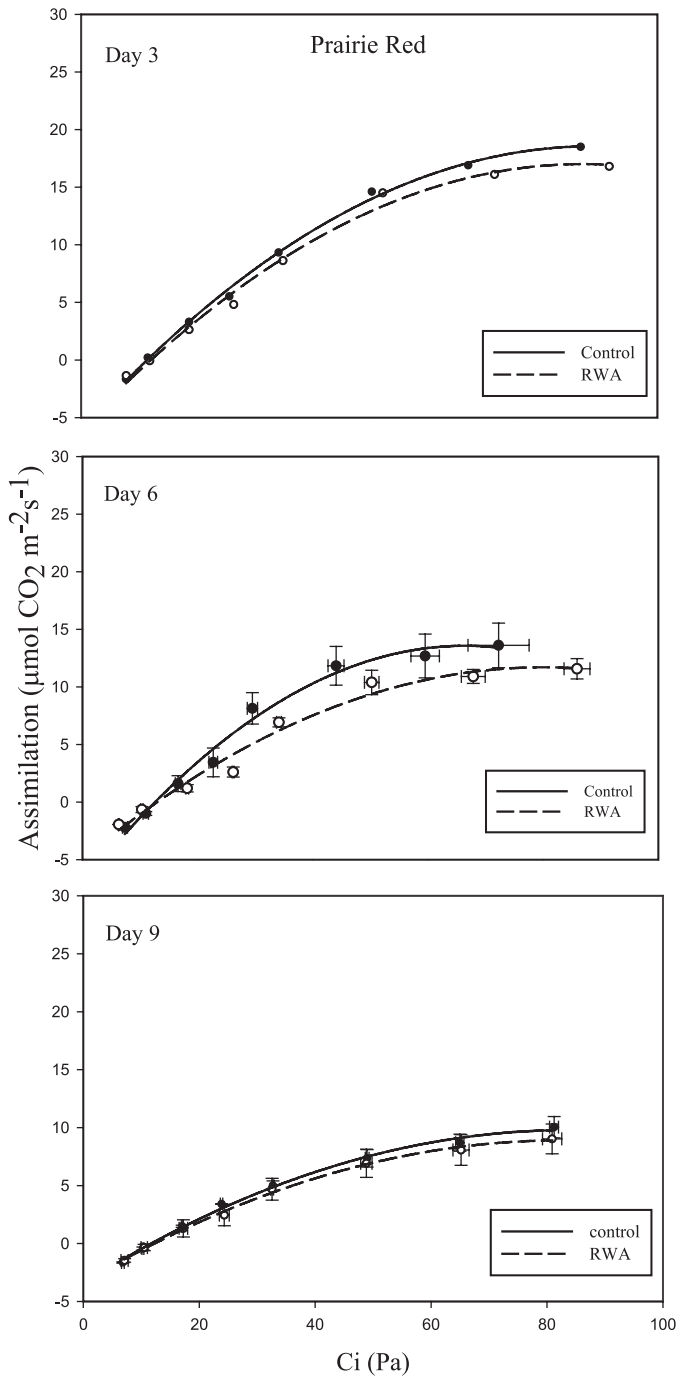 Prairie Red
Day 3
30
25
20
15
10
5
0
-5
Control
RWA
Assimilation (μmol CO2 m-2s-1)
Day 6
30
25
20
15
10
5
0
-5
Control
RWA
Day 9
30
25
20
15
10
5
0
-5
control
RWA
0 20 40 60 80 100
Ci (Pa)